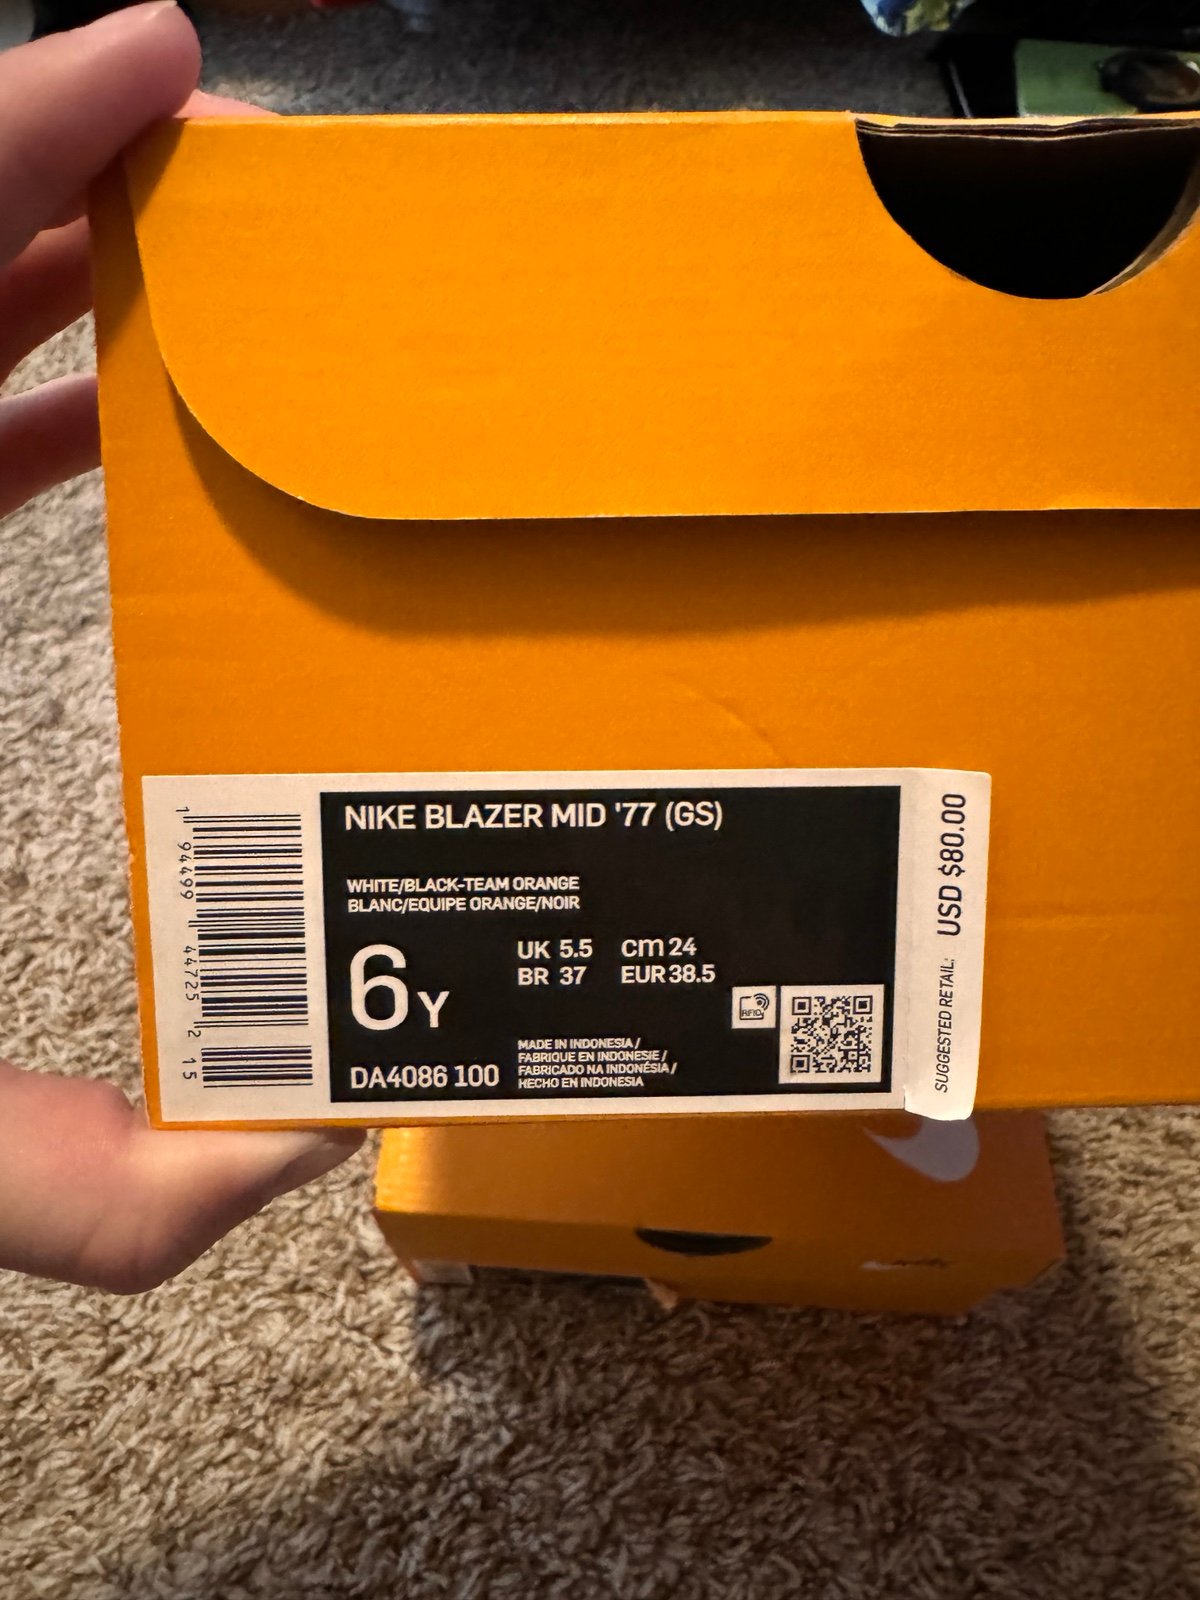 NIKE BLAZER MID '77 (GS)
WHITE/BLACK-TEAM ORANGE
BLANC/EQUIPE ORANGE/NOIR
6Y
UK 5.5 cm 24
BR 37 EUR 38.5
RFID
DA4086 100
MADE IN INDONESIA /
FABRIQUE EN INDONESIE /
FABRICADO NA INDONÉSIA /
HECHO EN INDONESIA
1 94499 44725 2 15
SUGGESTED RETAIL: USD $80.00